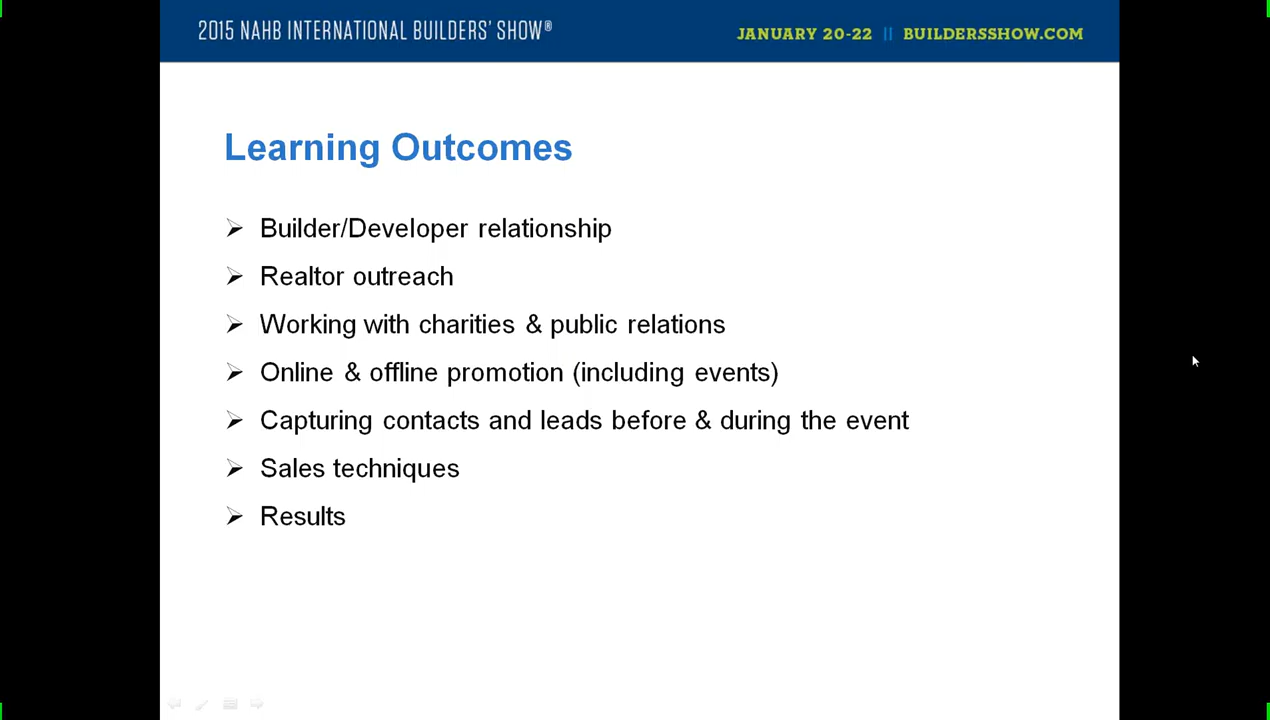 2015 NAHB INTERNATIONAL BUILDERS' SHOW®
JANUARY 20-22 || BUILDERSSHOW.COM
Learning Outcomes
➢ Builder/Developer relationship
➢ Realtor outreach
➢ Working with charities & public relations
➢ Online & offline promotion (including events)
➢ Capturing contacts and leads before & during the event
➢ Sales techniques
➢ Results